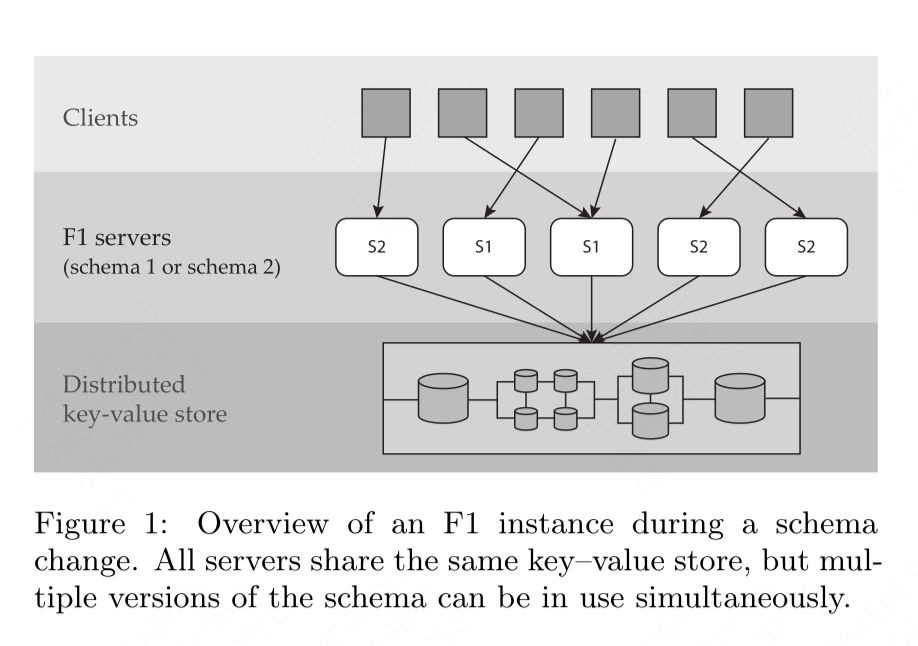 Clients
F1 servers
(schema 1 or schema 2)
S2
S1
S1
S2
S2
Distributed
key-value store
Figure 1: Overview of an F1 instance during a schema
change. All servers share the same key–value store, but mul-
tiple versions of the schema can be in use simultaneously.